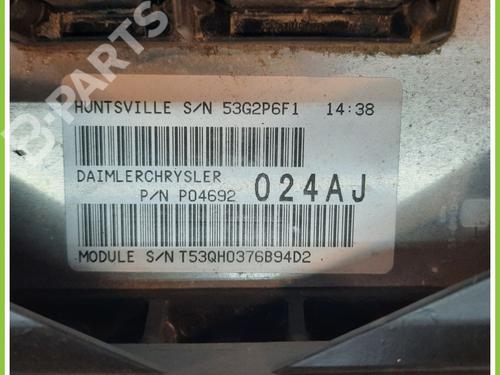 B-PARTS
HUNTSVILLE S/N 53G2P6F1 14:38
DAIMLERCHRYSLER
P/N P04692 024AJ
MODULE S/N T53QH0376B94D2